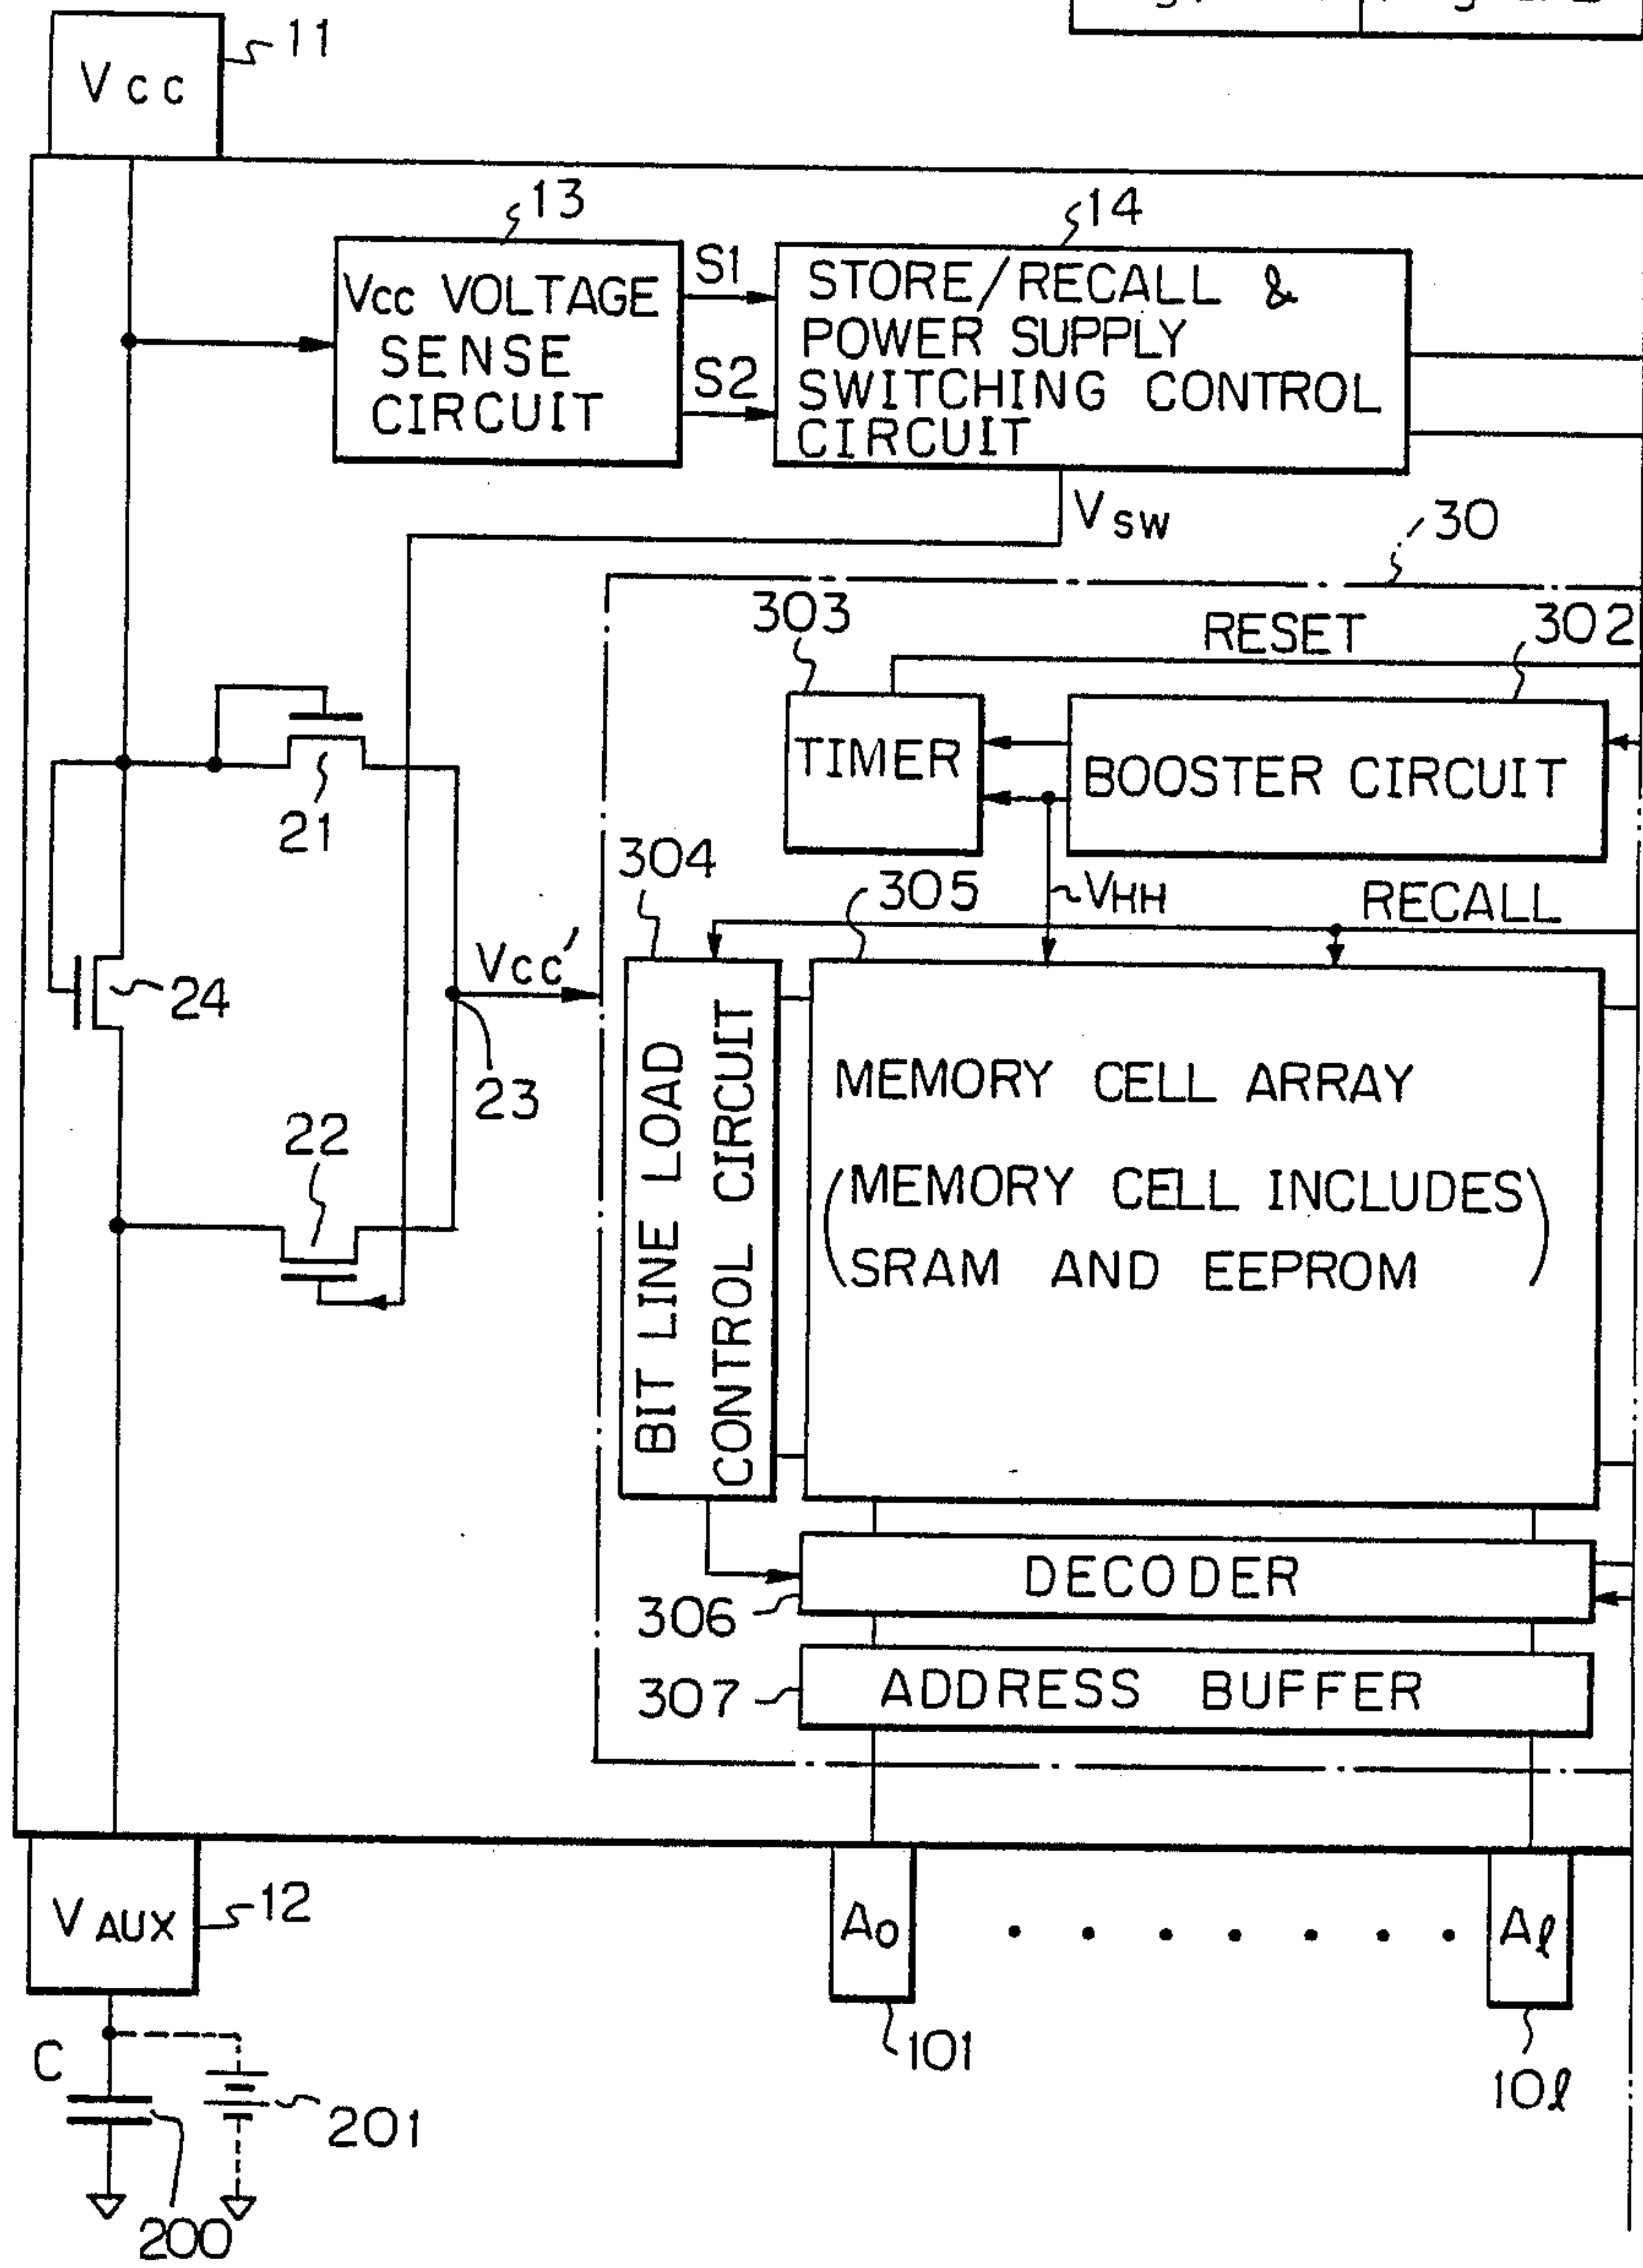 11
Vcc
13
14
Vcc VOLTAGE
SENSE
CIRCUIT
S1
S2
STORE/RECALL &
POWER SUPPLY
SWITCHING CONTROL
CIRCUIT
VSW
30
303
RESET
302
TIMER
BOOSTER CIRCUIT
21
304
305
VHH
RECALL
24
Vcc'
23
22
BIT LINE LOAD
CONTROL CIRCUIT
MEMORY CELL ARRAY
(MEMORY CELL INCLUDES
SRAM AND EEPROM)
DECODER
306
ADDRESS BUFFER
307
VAUX
12
A0
. . . . . . .
Al
101
10l
C
201
200